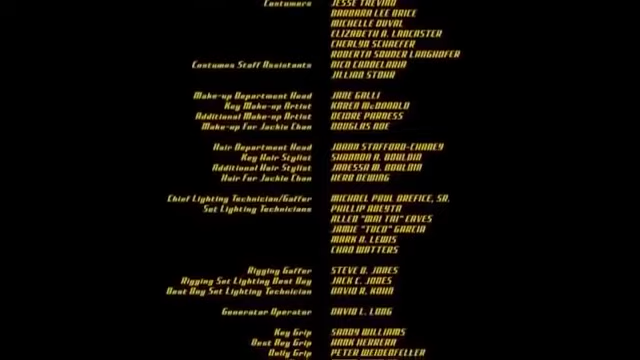 Costumers JESSE TREVINO
BARBARA LEE BRICE
MICHELLE DUVAL
ELIZABETH A. LANCASTER
CHERLYN SCHAEFER
ROBERTA SOUDER LANGHOFER
Costumes Staff Assistants NICO CANDELARIA
JILLIAN STOHR
Make-up Department Head JANE GALLI
Key Make-up Artist KAREN McDONALD
Additional Make-up Artist DEIDRE PARNESS
Make-up For Jackie Chan DOUGLAS NOE
Hair Department Head JOANN STAFFORD-CHANEY
Key Hair Stylist SHANNON A. BOULDIN
Additional Hair Stylist JANESSA M. BOULDIN
Hair For Jackie Chan HERO DEWING
Chief Lighting Technician/Gaffer MICHAEL PAUL OREFICE, SR.
Set Lighting Technicians PHILLIP ABEYTA
ALLEN "MAI TAI" CAVES
JAMIE "TUCO" GARCIA
MARK A. LEWIS
CHAD WATTERS
Rigging Gaffer STEVE D. JONES
Rigging Set Lighting Best Boy JACK C. JONES
Best Boy Set Lighting Technician DAVID R. KOHN
Generator Operator DAVID L. LONG
Key Grip SANDY WILLIAMS
Best Boy Grip HANK HERRERA
Dolly Grip PETER WEIDENFELLER